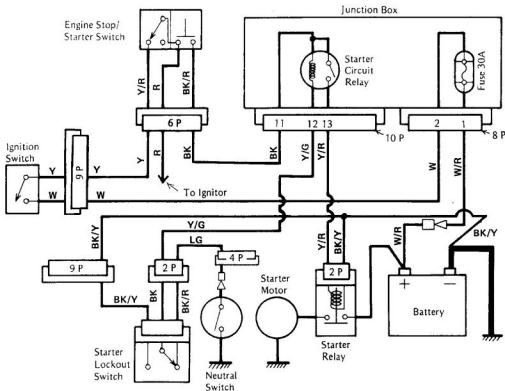 Junction Box
Engine Stop/
Starter Switch
Starter
Circuit
Relay
Fuse 30A
Y/R
R
BK/R
6 P
11
12 13
10 P
2
1
8 P
Ignition
Switch
Y
W
9 P
Y
W
Y
R
BK
To Ignitor
BK
Y/G
Y/R
W
W/R
Y/G
LG
BK/Y
4 P
9 P
2 P
BK/Y
BK
BK/R
Starter
Lockout
Switch
Neutral
Switch
Starter
Motor
Y/R
BK/Y
2 P
Starter
Relay
W/R
BK/Y
+
−
Battery